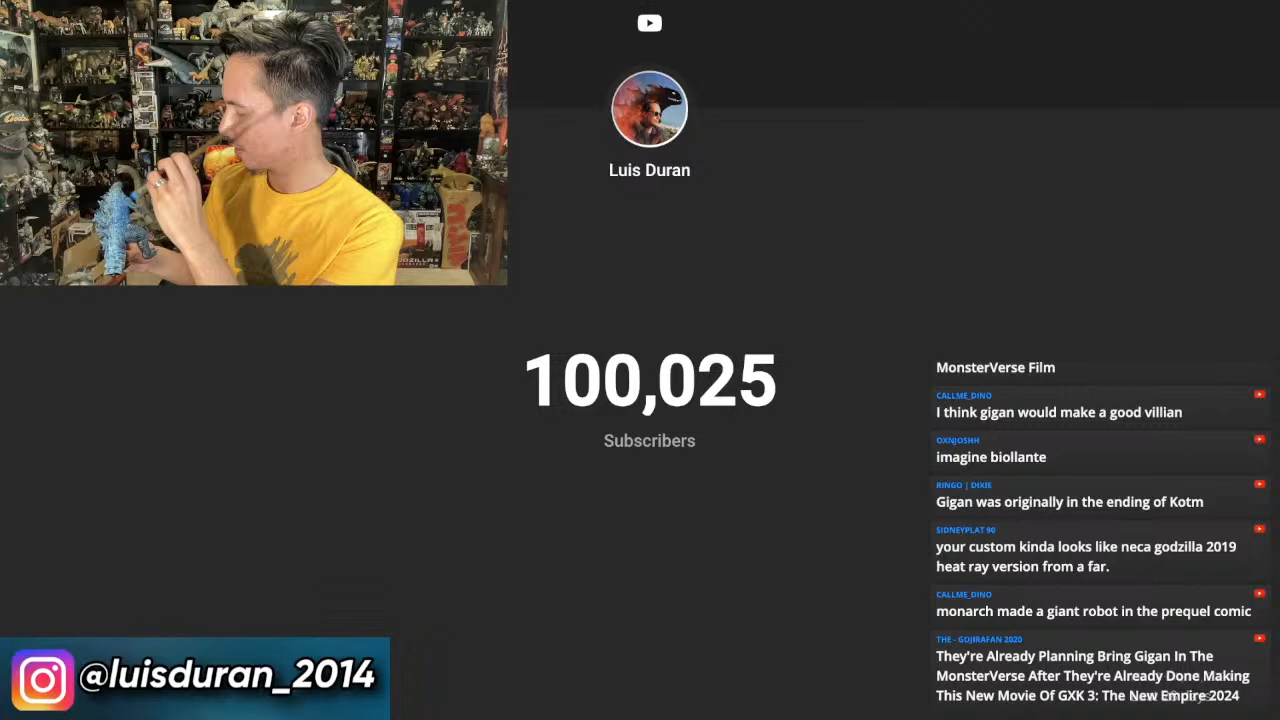 Luis Duran
100,025
Subscribers
MonsterVerse Film
CALLME_DINO
I think gigan would make a good villian
OXNJOSHH
imagine biollante
RINGO | DIXIE
Gigan was originally in the ending of Kotm
SIDNEYPLAT 90
your custom kinda looks like neca godzilla 2019
heat ray version from a far.
CALLME_DINO
monarch made a giant robot in the prequel comic
THE - GOJIRAFAN 2020
They're Already Planning Bring Gigan In The
MonsterVerse After They're Already Done Making
This New Movie Of GXK 3: The New Empire 2024
@luisduran_2014